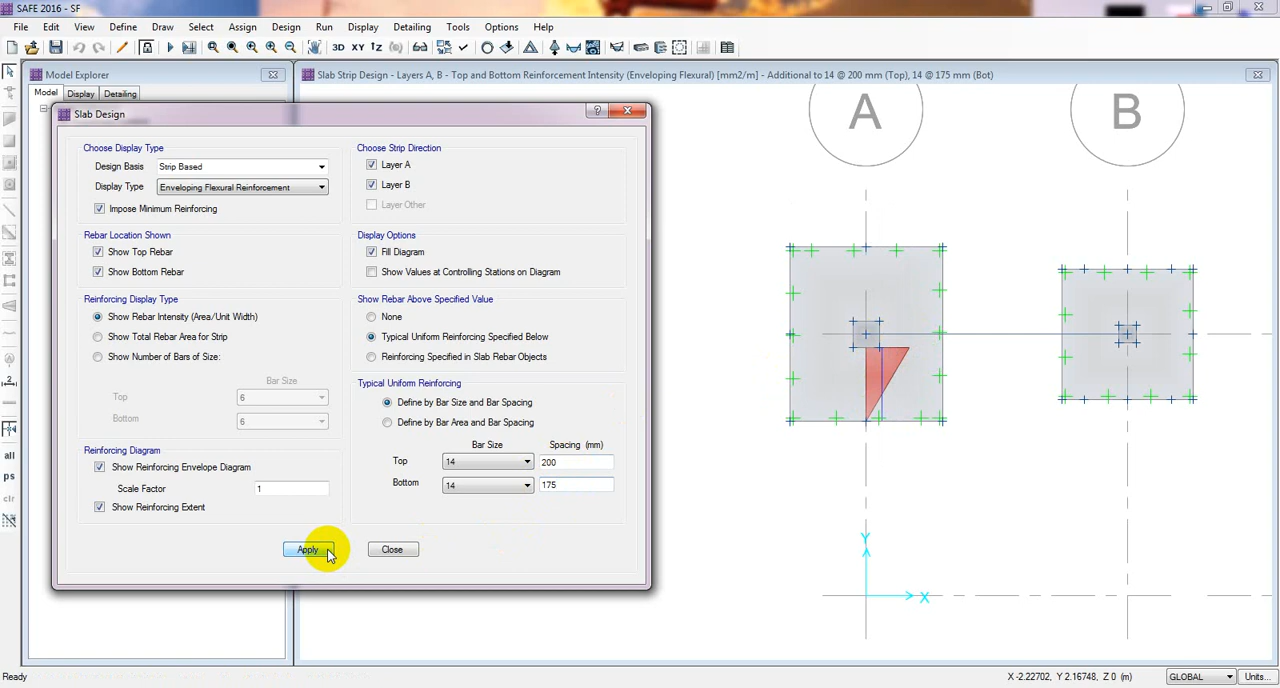 SAFE 2016 - SF
File Edit View Define Draw Select Assign Design Run Display Detailing Tools Options Help
3D XY
Model Explorer
Model Display Detailing
Slab Strip Design - Layers A, B - Top and Bottom Reinforcement Intensity (Enveloping Flexural) [mm2/m] - Additional to 14 @ 200 mm (Top), 14 @ 175 mm (Bot)
Slab Design
Choose Display Type
Design Basis Strip Based
Display Type Enveloping Flexural Reinforcement
Impose Minimum Reinforcing
Rebar Location Shown
Show Top Rebar
Show Bottom Rebar
Reinforcing Display Type
Show Rebar Intensity (Area/Unit Width)
Show Total Rebar Area for Strip
Show Number of Bars of Size:
Bar Size
Top 6
Bottom 6
Reinforcing Diagram
Show Reinforcing Envelope Diagram
Scale Factor 1
Show Reinforcing Extent
Choose Strip Direction
Layer A
Layer B
Layer Other
Display Options
Fill Diagram
Show Values at Controlling Stations on Diagram
Show Rebar Above Specified Value
None
Typical Uniform Reinforcing Specified Below
Reinforcing Specified in Slab Rebar Objects
Typical Uniform Reinforcing
Define by Bar Size and Bar Spacing
Define by Bar Area and Bar Spacing
Bar Size Spacing (mm)
Top 14 200
Bottom 14 175
Apply Close
A
B
Y
X
all
ps
clr
Ready
X -2.22702, Y 2.16748, Z 0 (m)
GLOBAL
Units...